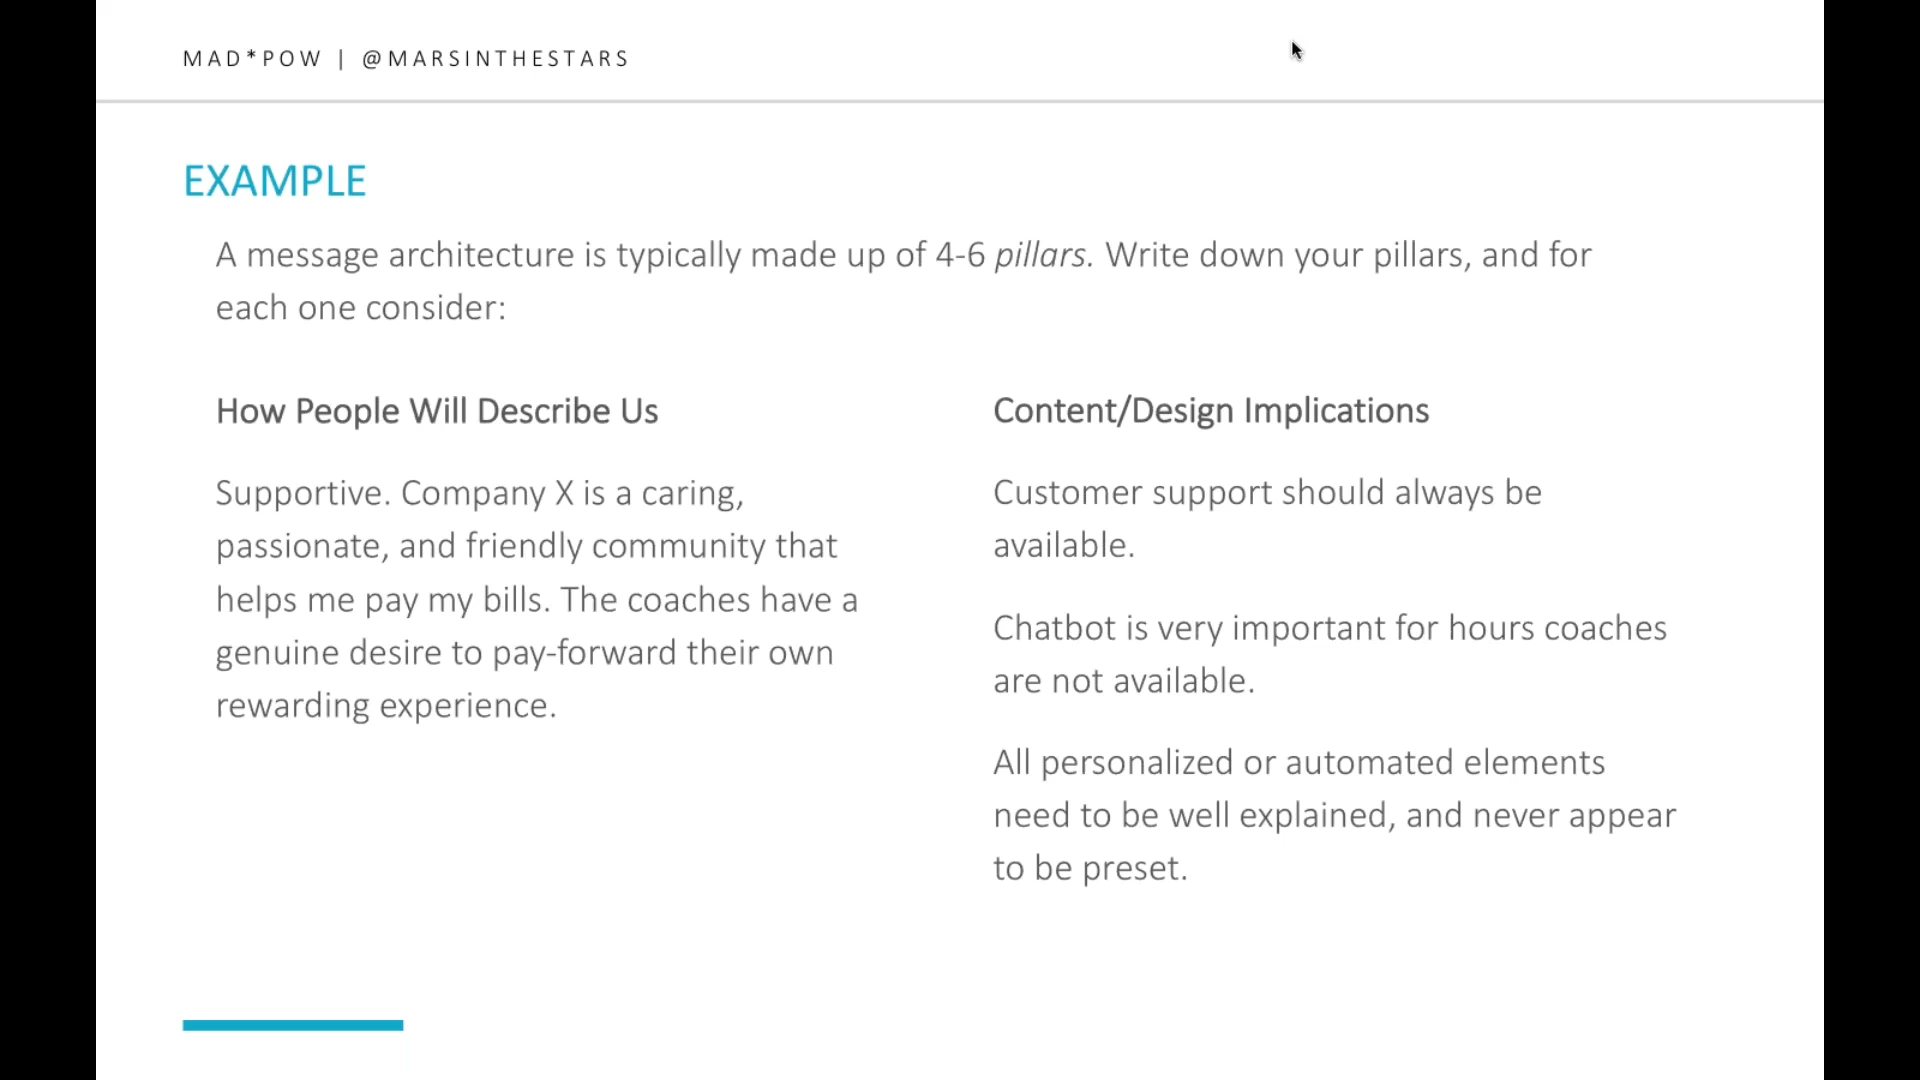 MAD*POW | @MARSINTHESTARS
EXAMPLE
A message architecture is typically made up of 4-6 pillars. Write down your pillars, and for
each one consider:
How People Will Describe Us
Supportive. Company X is a caring,
passionate, and friendly community that
helps me pay my bills. The coaches have a
genuine desire to pay-forward their own
rewarding experience.
Content/Design Implications
Customer support should always be
available.
Chatbot is very important for hours coaches
are not available.
All personalized or automated elements
need to be well explained, and never appear
to be preset.